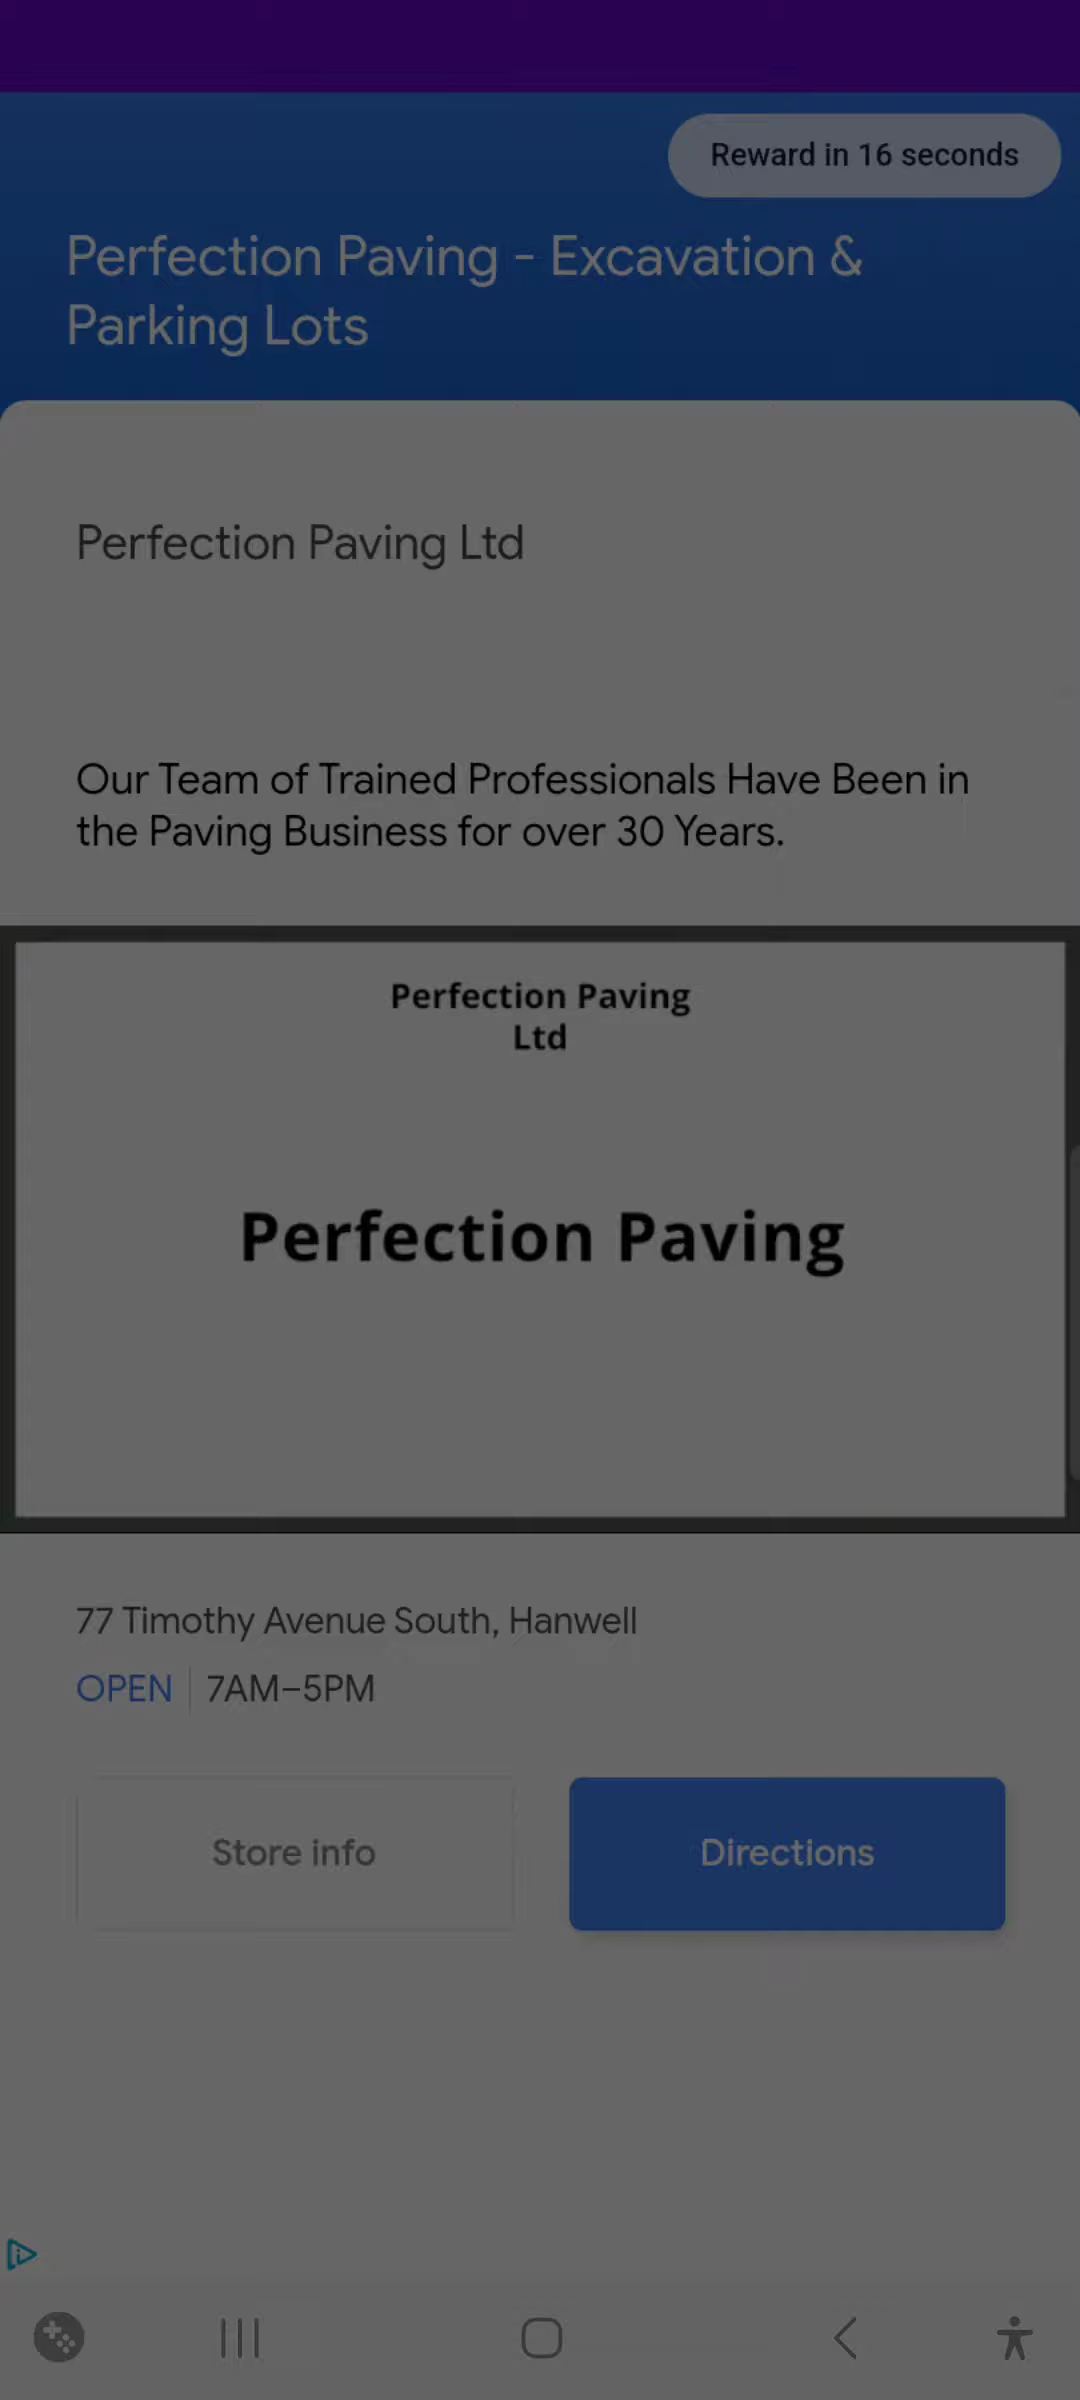 Reward in 16 seconds
Perfection Paving - Excavation &
Parking Lots
Perfection Paving Ltd
Our Team of Trained Professionals Have Been in
the Paving Business for over 30 Years.
Perfection Paving
Ltd
Perfection Paving
77 Timothy Avenue South, Hanwell
OPEN 7AM–5PM
Store info Directions